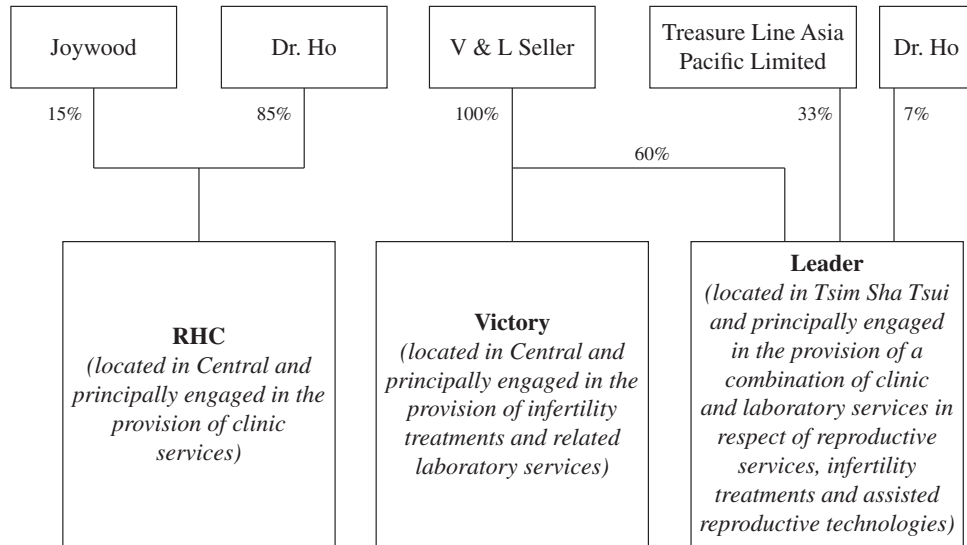 Joywood
Dr. Ho
V & L Seller
Treasure Line Asia
Pacific Limited
Dr. Ho
15%
85%
100%
33%
7%
60%
RHC
(located in Central and
principally engaged in the
provision of clinic
services)
Victory
(located in Central and
principally engaged in the
provision of infertility
treatments and related
laboratory services)
Leader
(located in Tsim Sha Tsui
and principally engaged
in the provision of a
combination of clinic
and laboratory services in
respect of reproductive
services, infertility
treatments and assisted
reproductive technologies)